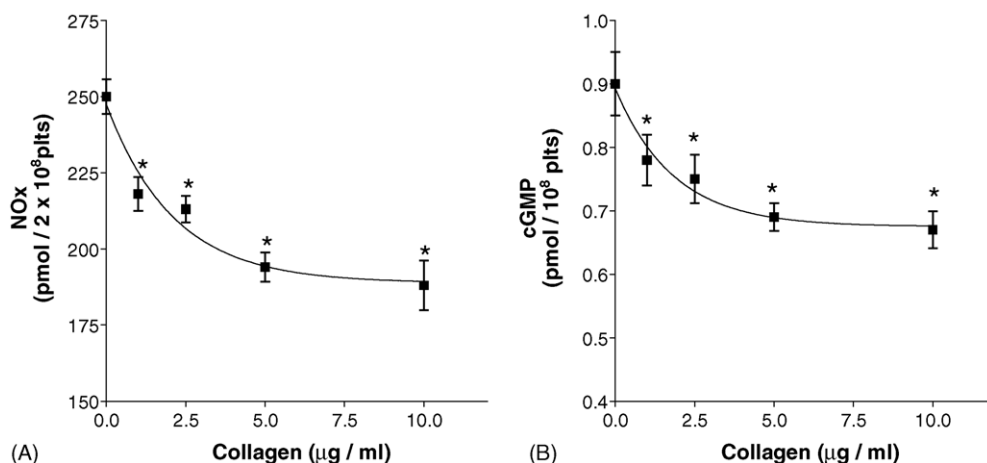 275
250
225
200
175
150
NOx
(pmol / 2 x 10⁸plts)
*
*
*
*
0.0 2.5 5.0 7.5 10.0
(A) Collagen (μg / ml)
1.0
0.9
0.8
0.7
0.6
0.5
0.4
cGMP
(pmol / 10⁸ plts)
*
*
*
*
0.0 2.5 5.0 7.5 10.0
(B) Collagen (μg / ml)